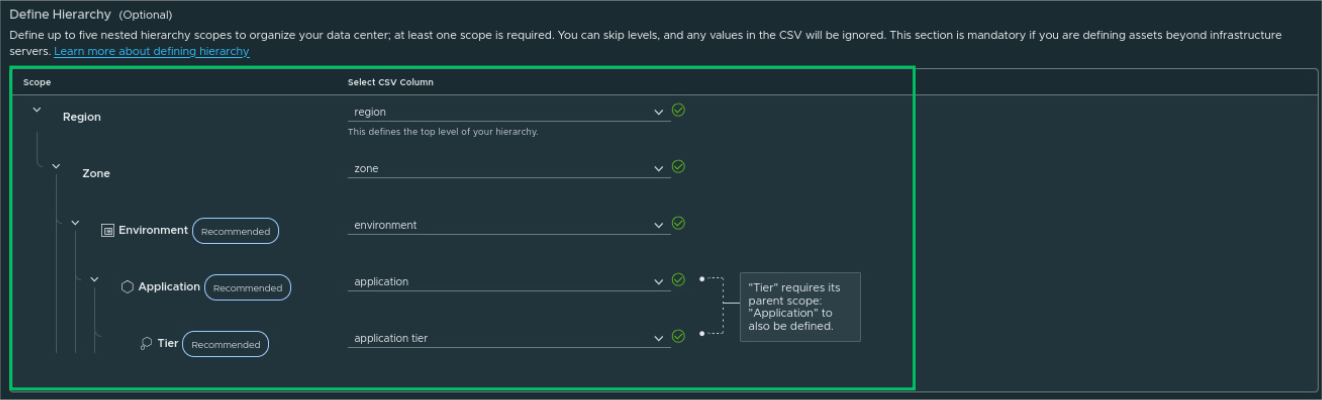 Define Hierarchy (Optional)
Define up to five nested hierarchy scopes to organize your data center; at least one scope is required. You can skip levels, and any values in the CSV will be ignored. This section is mandatory if you are defining assets beyond infrastructure
servers. Learn more about defining hierarchy
Scope Select CSV Column
Region region
This defines the top level of your hierarchy.
Zone zone
Environment Recommended environment
Application Recommended application
"Tier" requires its
parent scope:
"Application" to
also be defined.
Tier Recommended application tier